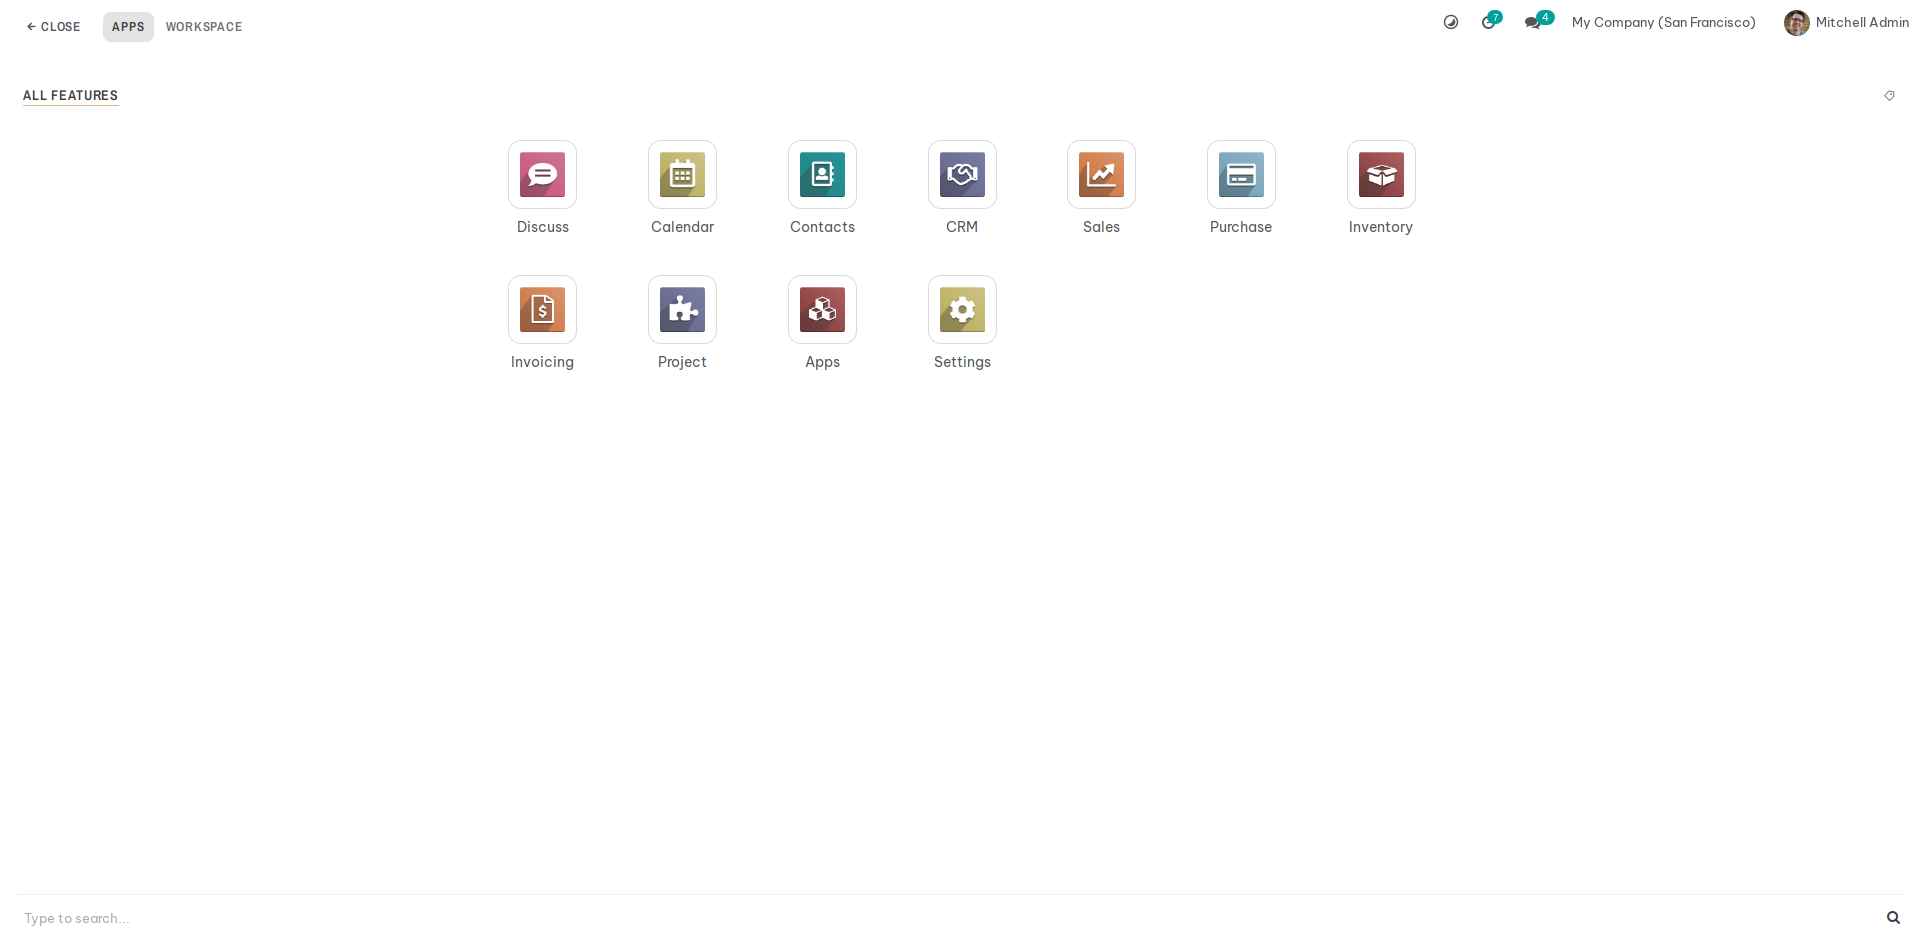 CLOSE APPS WORKSPACE 7 4 My Company (San Francisco) Mitchell Admin
ALL FEATURES
Discuss Calendar Contacts CRM Sales Purchase Inventory
Invoicing Project Apps Settings
Type to search...